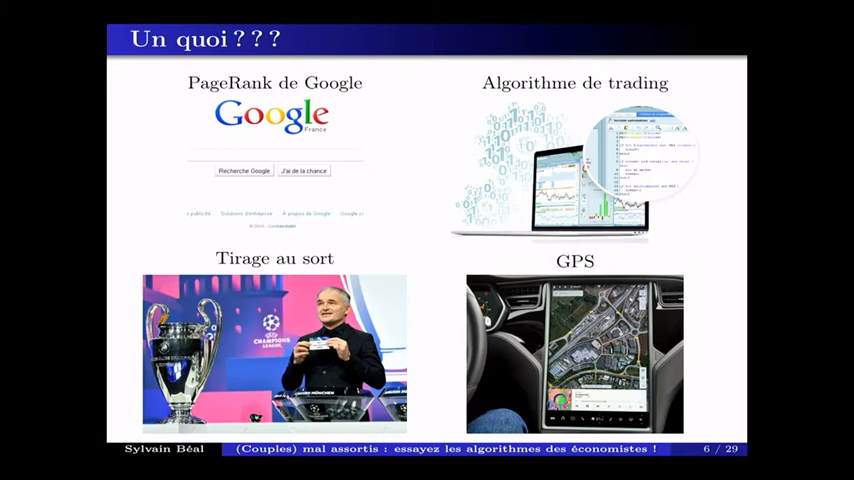 Un quoi ? ? ?
PageRank de Google
Algorithme de trading
Google
France
Recherche Google
J'ai de la chance
publicité
Solutions d'entreprise
À propos de Google
Confidentialité
Tirage au sort
GPS
CHAMPIONS
LEAGUE
Sylvain Béal
(Couples) mal assortis : essayez les algorithmes des économistes !
6 / 29